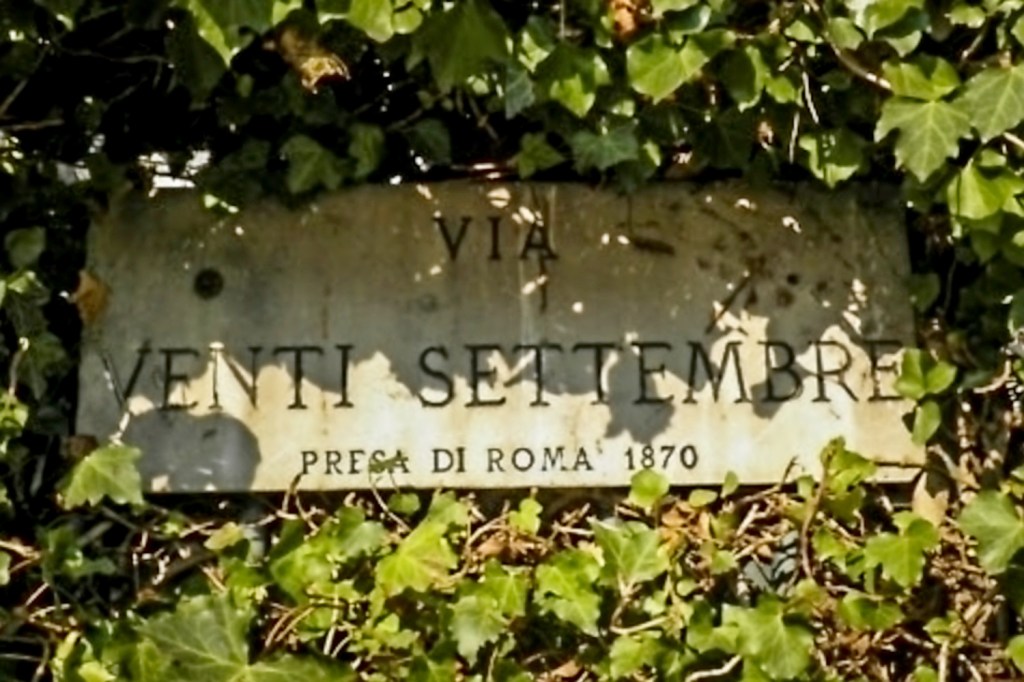 VIA
VENTI SETTEMBRE
PRESA DI ROMA 1870